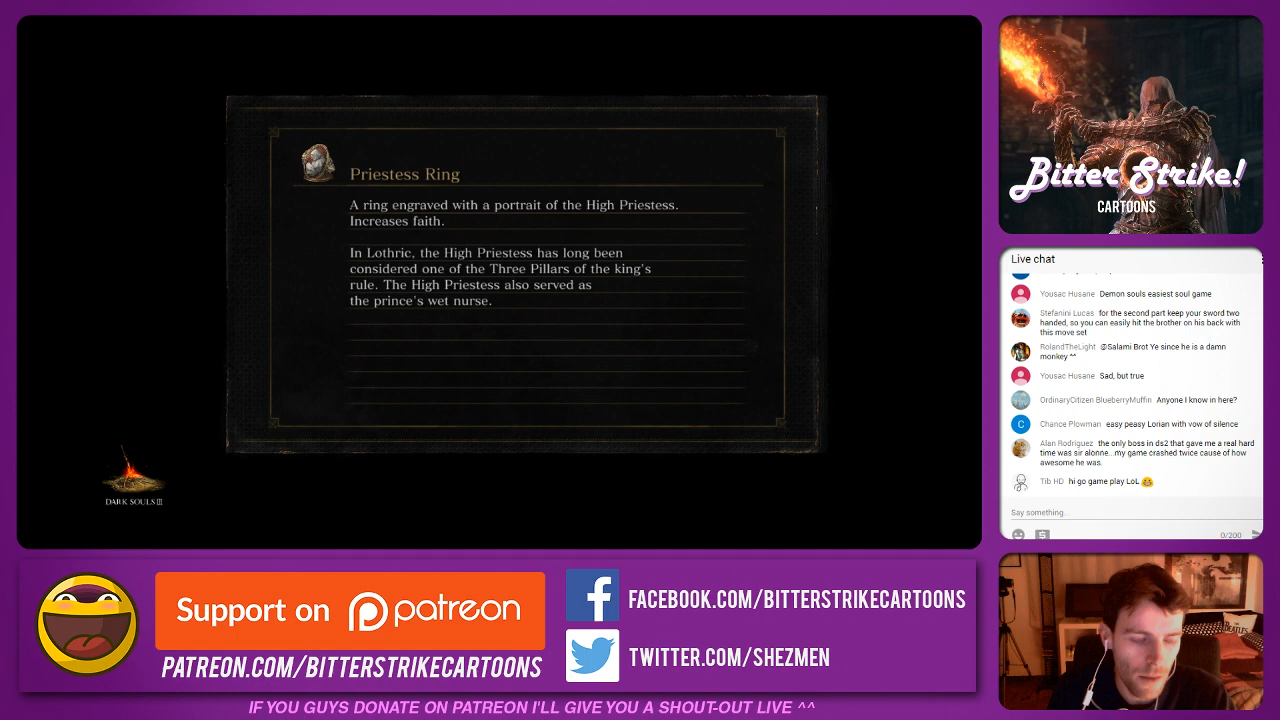 Priestess Ring
A ring engraved with a portrait of the High Priestess.
Increases faith.
In Lothric, the High Priestess has long been
considered one of the Three Pillars of the king's
rule. The High Priestess also served as
the prince's wet nurse.
DARK SOULS III
Bitter Strike!
CARTOONS
Live chat
Yousac Husane Demon souls easiest soul game
Stefanini Lucas for the second part keep your sword two
handed, so you can easily hit the brother on his back with
this move set
RolandTheLight @Salami Brot Ye since he is a damn
monkey ^^
Yousac Husane Sad, but true
OrdinaryCitizen BlueberryMuffin Anyone I know in here?
C
Chance Plowman easy peasy Lorian with vow of silence
Alan Rodriguez the only boss in ds2 that gave me a real hard
time was sir alonne...my game crashed twice cause of how
awesome he was.
Tib HD hi go game play LoL
Say something...
0/200
Support on patreon
PATREON.COM/BITTERSTRIKECARTOONS
FACEBOOK.COM/BITTERSTRIKECARTOONS
TWITTER.COM/SHEZMEN
IF YOU GUYS DONATE ON PATREON I'LL GIVE YOU A SHOUT-OUT LIVE ^^